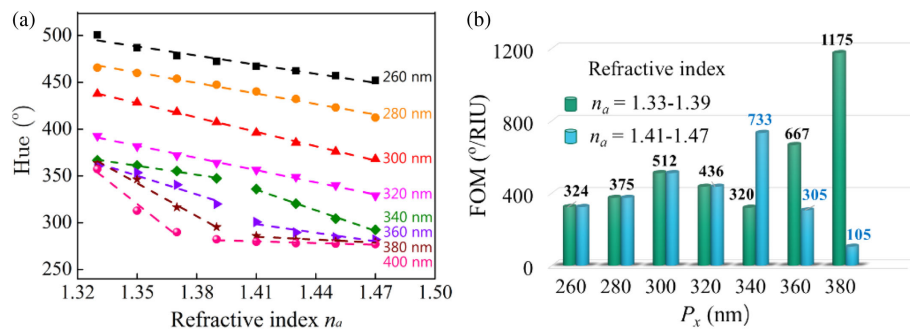 (a)
Hue (°)
500
450
400
350
300
250
260 nm
280 nm
300 nm
320 nm
340 nm
360 nm
380 nm
400 nm
1.32 1.35 1.38 1.41 1.44 1.47 1.50
Refractive index nₐ
(b)
FOM (°/RIU)
1200
800
400
0
Refractive index
nₐ = 1.33-1.39
nₐ = 1.41-1.47
324 375 512 436 320 733 667 305 1175 105
260 280 300 320 340 360 380
Pₓ (nm)